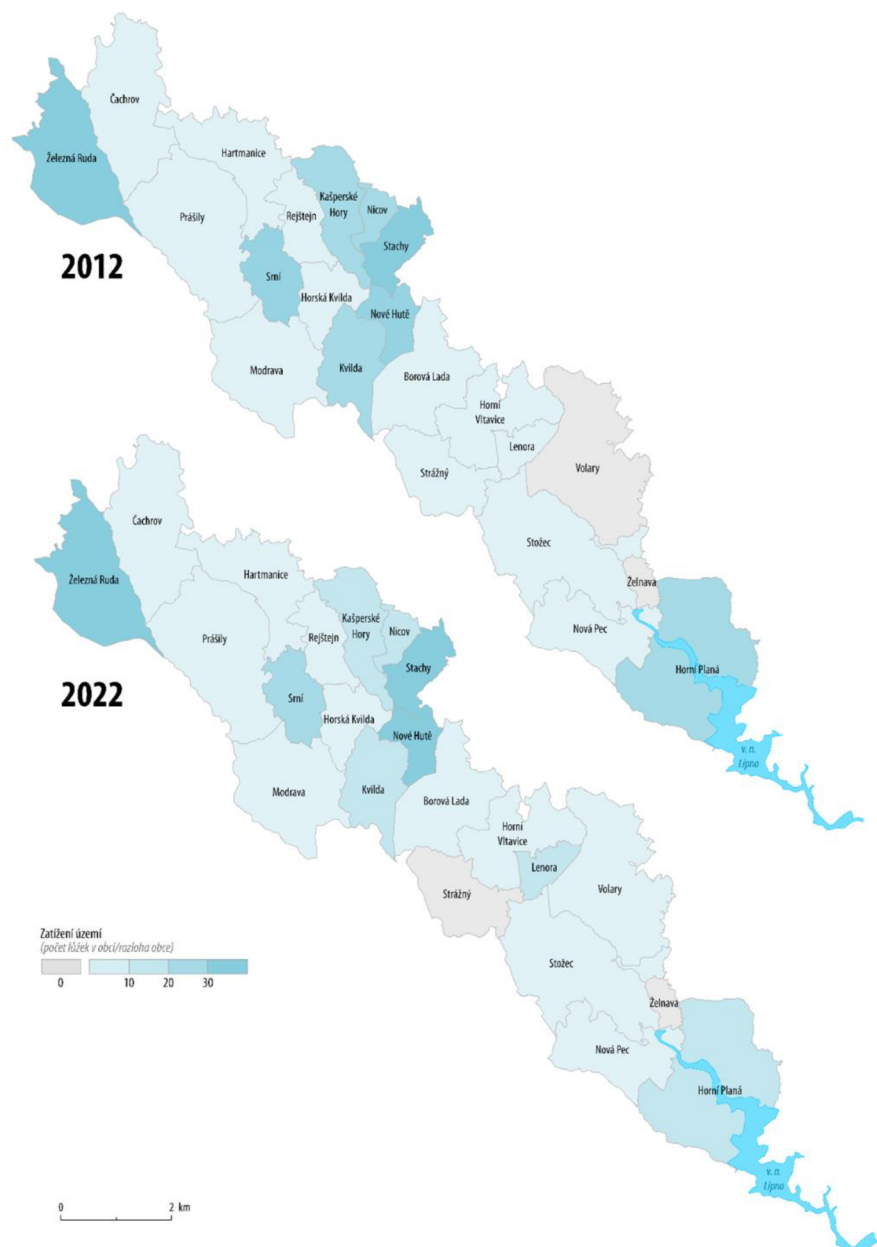 Čachrov
Železná Ruda
Hartmanice
Prášily
Rejštejn
Kašperské
Hory
Nicov
Stachy
2012
Srní
Horská Kvilda
Nové Hutě
Modrava
Kvilda
Borová Lada
Horní
Vltavice
Lenora
Strážný
Volary
Stožec
Želnava
Nová Pec
Horní Planá
v. n.
Lipno
Čachrov
Železná Ruda
Hartmanice
Prášily
Rejštejn
Kašperské
Hory
Nicov
Stachy
2022
Srní
Horská Kvilda
Nové Hutě
Modrava
Kvilda
Borová Lada
Horní
Vltavice
Lenora
Strážný
Volary
Stožec
Želnava
Nová Pec
Horní Planá
v. n.
Lipno
Zatížení území
(počet lůžek v obci/rozloha obce)
0 10 20 30
0 2 km